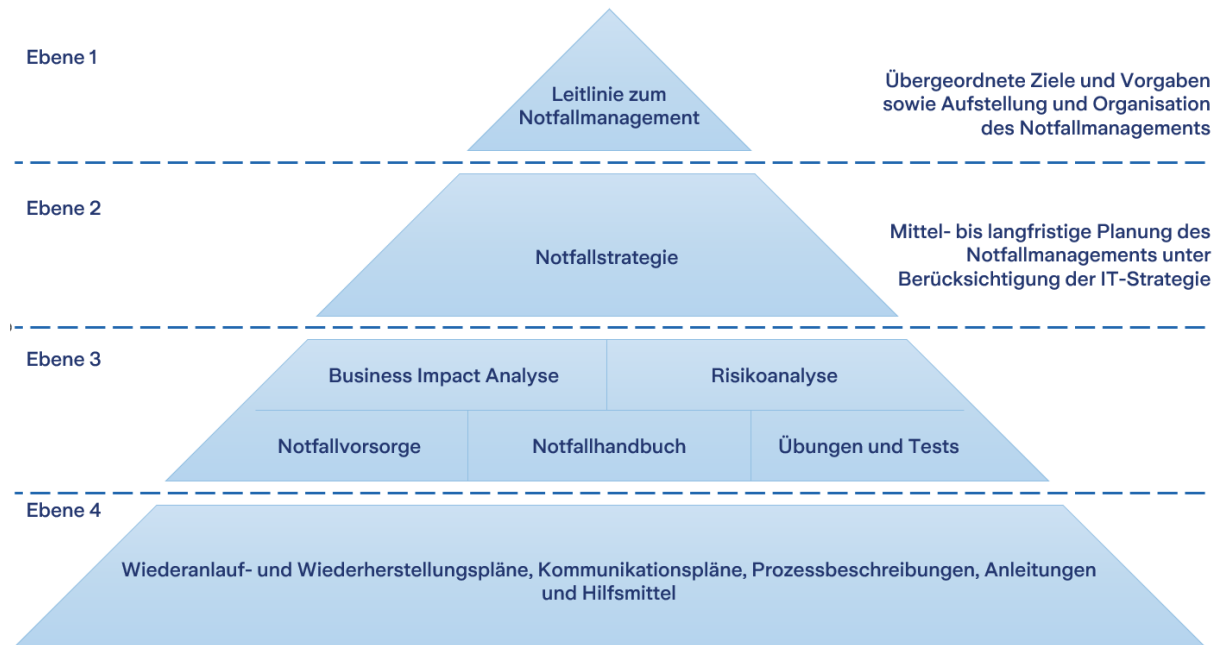 Ebene 1
Leitlinie zum
Notfallmanagement
Übergeordnete Ziele und Vorgaben
sowie Aufstellung und Organisation
des Notfallmanagements
Ebene 2
Notfallstrategie
Mittel- bis langfristige Planung des
Notfallmanagements unter
Berücksichtigung der IT-Strategie
Ebene 3
Business Impact Analyse
Risikoanalyse
Notfallvorsorge
Notfallhandbuch
Übungen und Tests
Ebene 4
Wiederanlauf- und Wiederherstellungspläne, Kommunikationspläne, Prozessbeschreibungen, Anleitungen
und Hilfsmittel